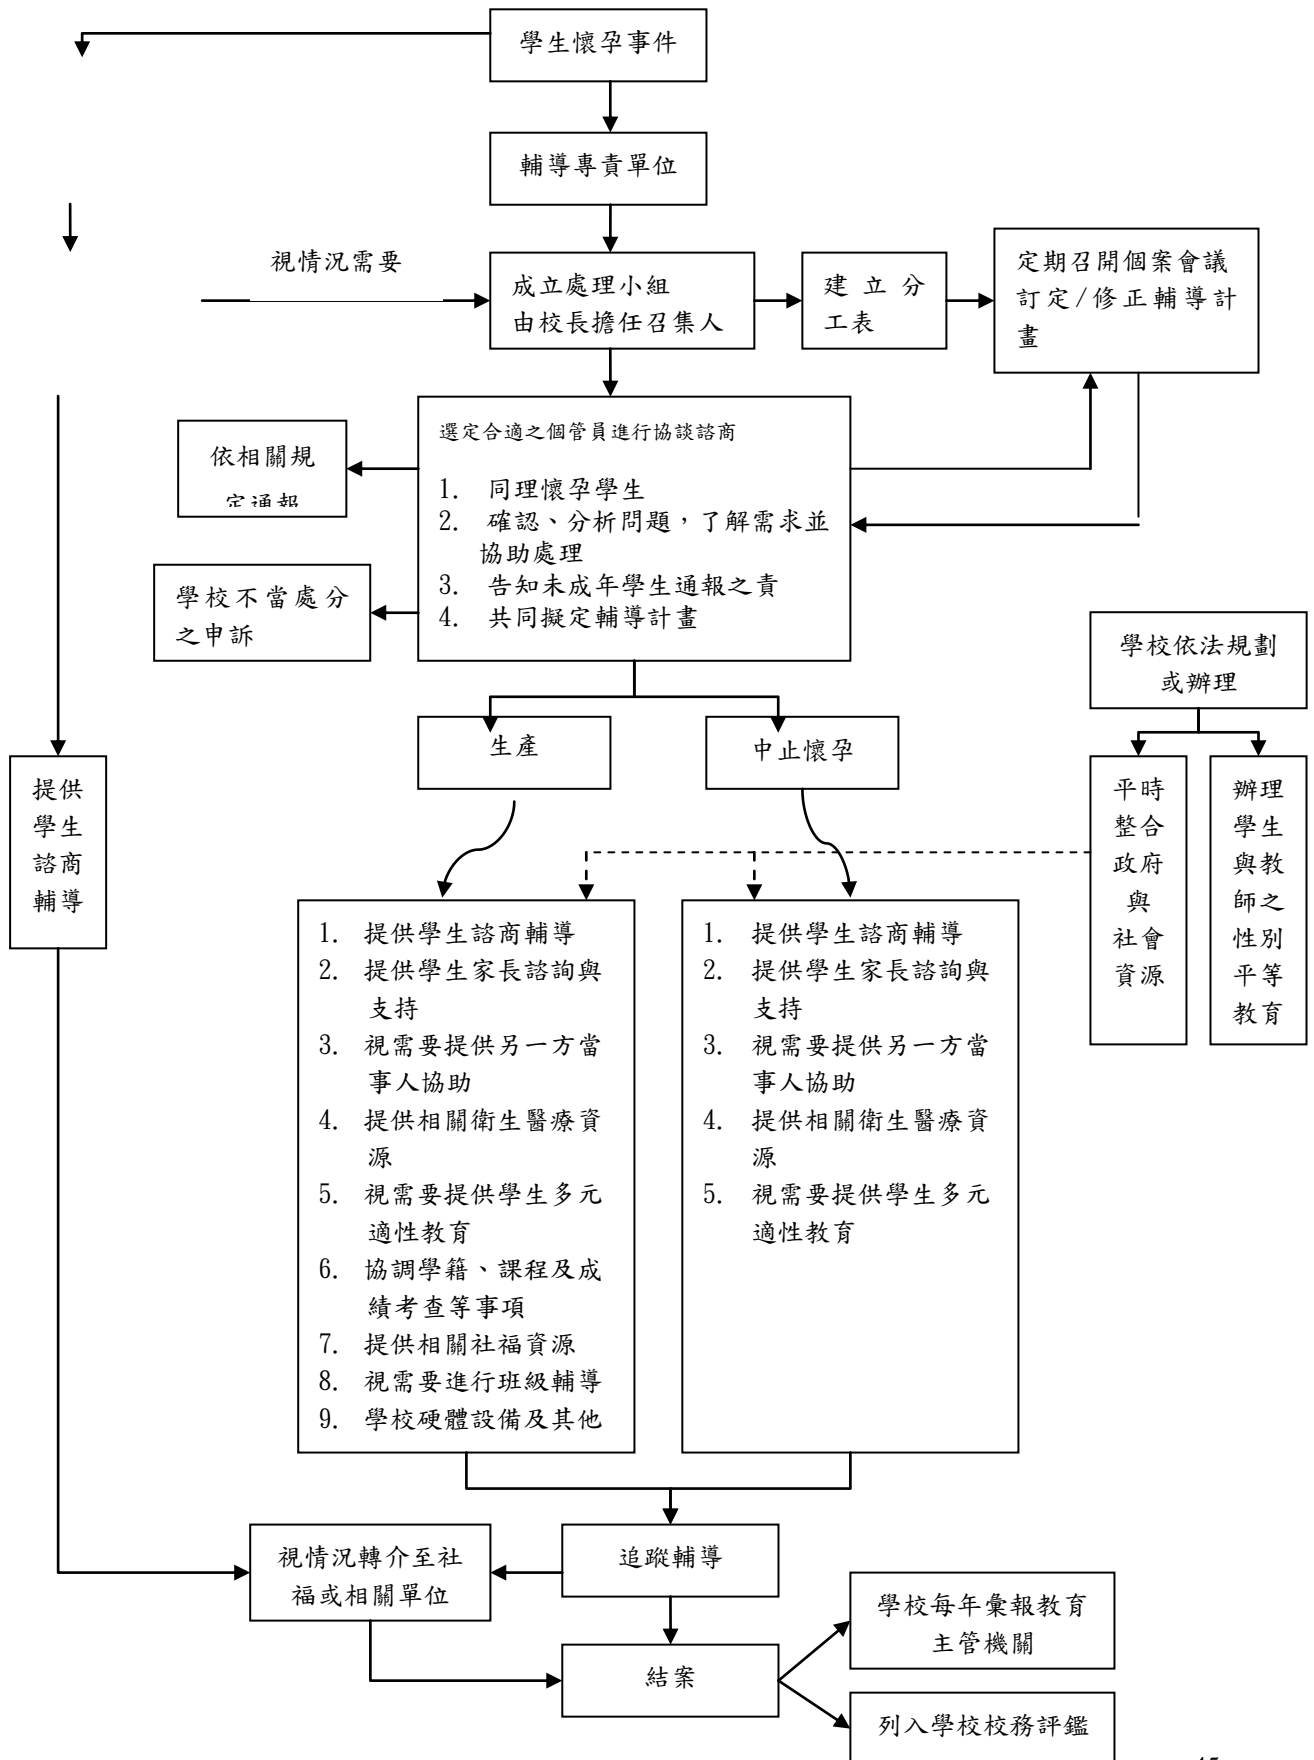 學生懷孕事件
輔導專責單位
視情況需要
成立處理小組
由校長擔任召集人
建立分
工表
定期召開個案會議
訂定/修正輔導計
畫
選定合適之個管員進行協談諮商
1. 同理懷孕學生
2. 確認、分析問題，了解需求並
協助處理
3. 告知未成年學生通報之責
4. 共同擬定輔導計畫
依相關規
定通報
學校不當處分
之申訴
學校依法規劃
或辦理
生產
中止懷孕
提供
學生
諮商
輔導
平時
整合
政府
與
社會
資源
辦理
學生
與教
師之
性別
平等
教育
1. 提供學生諮商輔導
2. 提供學生家長諮詢與
支持
3. 視需要提供另一方當
事人協助
4. 提供相關衛生醫療資
源
5. 視需要提供學生多元
適性教育
6. 協調學籍、課程及成
績考查等事項
7. 提供相關社福資源
8. 視需要進行班級輔導
9. 學校硬體設備及其他
1. 提供學生諮商輔導
2. 提供學生家長諮詢與
支持
3. 視需要提供另一方當
事人協助
4. 提供相關衛生醫療資
源
5. 視需要提供學生多元
適性教育
視情況轉介至社
福或相關單位
追蹤輔導
結案
學校每年彙報教育
主管機關
列入學校校務評鑑